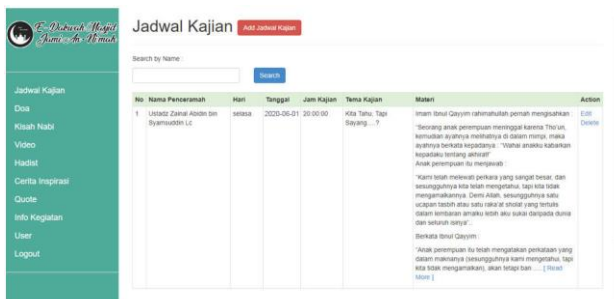 E-Dakwah Masjid
Jami An-Nimah
Jadwal Kajian
Add Jadwal Kajian
Search by Name :
Search
Jadwal Kajian
Doa
Kisah Nabi
Video
Hadist
Cerita Inspirasi
Quote
Info Kegiatan
User
Logout
No Nama Penceramah Hari Tanggal Jam Kajian Tema Kajian Materi Action
1 Ustadz Zainal Abidin bin Syamsuddin Lc selasa 2020-06-01 20:00:00 Kita Tahu, Tapi Sayang.... ?
Imam Ibnul Qayyim rahimahullah pernah mengisahkan :
"Seorang anak perempuan meninggal karena Tho'un,
kemudian ayahnya melihatnya di dalam mimpi, maka
ayahnya berkata kepadanya : "Wahai anakku kabarkan
kepadaku tentang akhirat!"
Anak perempuan itu menjawab :
"Kami telah melewati perkara yang sangat besar, dan
sesungguhnya kita telah mengetahui, tapi kita tidak
mengamalkannya. Demi Allah, sesungguhnya satu
ucapan tasbih atau satu raka'at sholat yang tertulis
dalam lembaran amalku lebih aku sukai daripada dunia
dan seluruh isinya"..
Berkata Ibnul Qayyim :
"Anak perempuan itu telah mengatakan perkataan yang
dalam maknanya (sesungguhnya kami mengetahui, tapi
kita tidak mengamalkan), akan tetapi ban ..... [ Read
More ]
Edit
Delete